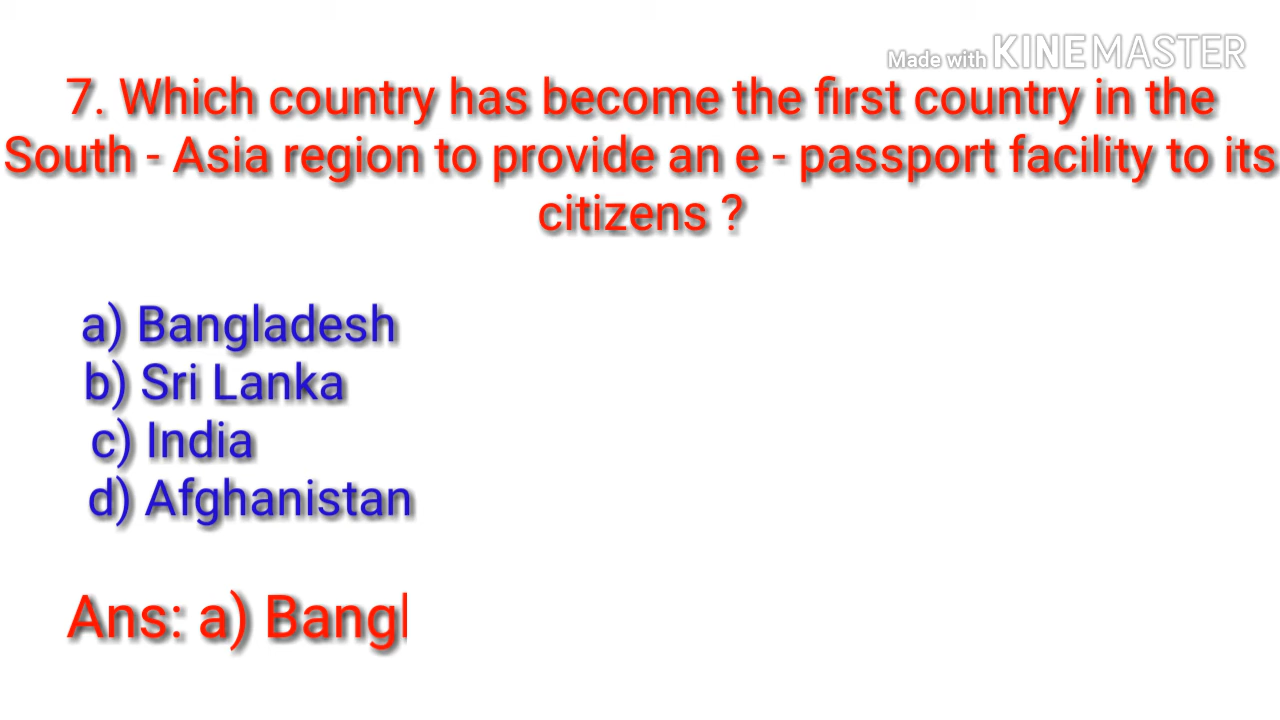 Made with KINEMASTER
7. Which country has become the first country in the
South - Asia region to provide an e - passport facility to its
citizens ?
a) Bangladesh
b) Sri Lanka
c) India
d) Afghanistan
Ans: a) Bangl